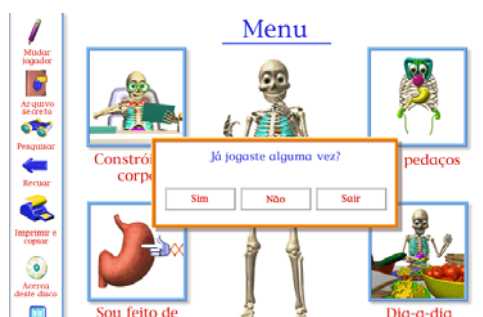 Menu
Mudar
jogador
Arquivo
secreto
Pesquisar
Recuar
Imprimir e
copiar
Acerca
deste disco
Constrói
corpo
pedaços
Já jogaste alguma vez?
Sim
Não
Sair
Sou feito de
Dia-a-dia